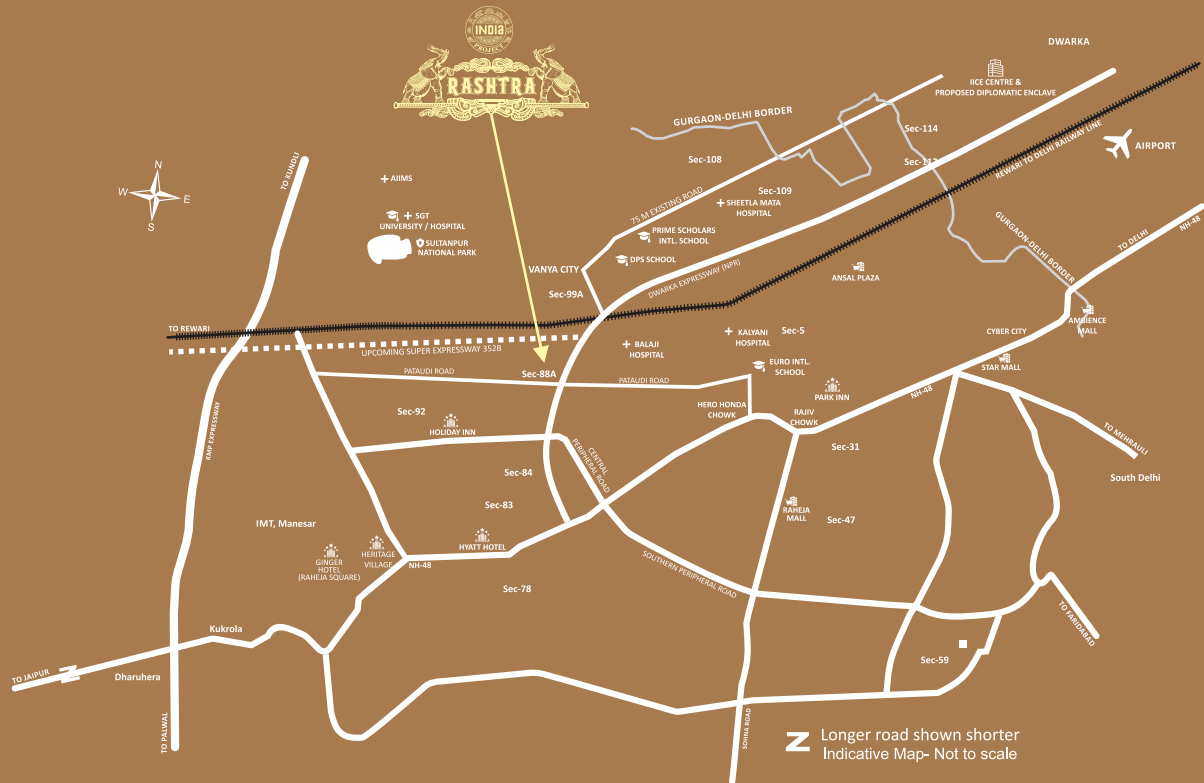 INDIA
PROJECT
RASHTRA
DWARKA
IICE CENTRE &
PROPOSED DIPLOMATIC ENCLAVE
GURGAON-DELHI BORDER
Sec-114
Sec-112
REWARI TO DELHI RAILWAY LINE
AIRPORT
Sec-108
Sec-109
75 M EXISTING ROAD
SHEETLA MATA
HOSPITAL
N
W
E
S
TO KUNDLI
AIIMS
SGT
UNIVERSITY / HOSPITAL
SULTANPUR
NATIONAL PARK
PRIME SCHOLARS
INTL. SCHOOL
DPS SCHOOL
VANYA CITY
Sec-99A
DWARKA EXPRESSWAY (NPR)
ANSAL PLAZA
GURGAON-DELHI BORDER
TO DELHI
NH-48
TO REWARI
UPCOMING SUPER EXPRESSWAY 352B
BALAJI
HOSPITAL
KALYANI
HOSPITAL
Sec-5
CYBER CITY
AMBIENCE
MALL
STAR MALL
EURO INTL.
SCHOOL
PATAUDI ROAD
Sec-88A
PATAUDI ROAD
PARK INN
NH-48
KMP EXPRESSWAY
Sec-92
HOLIDAY INN
HERO HONDA
CHOWK
RAJIV
CHOWK
TO MEHRAULI
CENTRAL
PERIPHERAL ROAD
Sec-31
Sec-84
South Delhi
Sec-83
RAHEJA
MALL
Sec-47
IMT, Manesar
HYATT HOTEL
HERITAGE
VILLAGE
GINGER
HOTEL
(RAHEJA SQUARE)
NH-48
SOUTHERN PERIPHERAL ROAD
Sec-78
TO FARIDABAD
Kukrola
Sec-59
TO JAIPUR
Dharuhera
TO PALWAL
SOHNA ROAD
Longer road shown shorter
Indicative Map- Not to scale